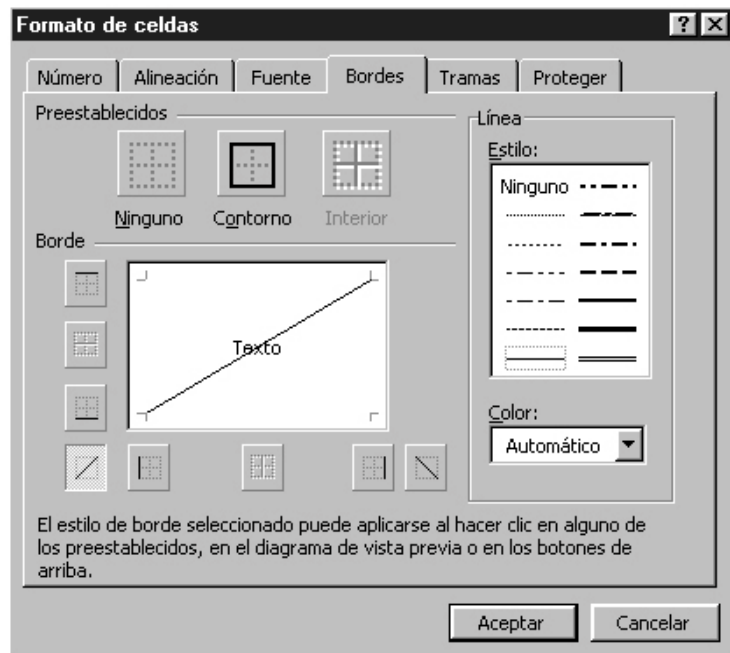 Formato de celdas
Número Alineación Fuente Bordes Tramas Proteger
Preestablecidos
Ninguno Contorno Interior
Borde
Texto
Línea
Estilo:
Ninguno
Color:
Automático
El estilo de borde seleccionado puede aplicarse al hacer clic en alguno de
los preestablecidos, en el diagrama de vista previa o en los botones de
arriba.
Aceptar Cancelar